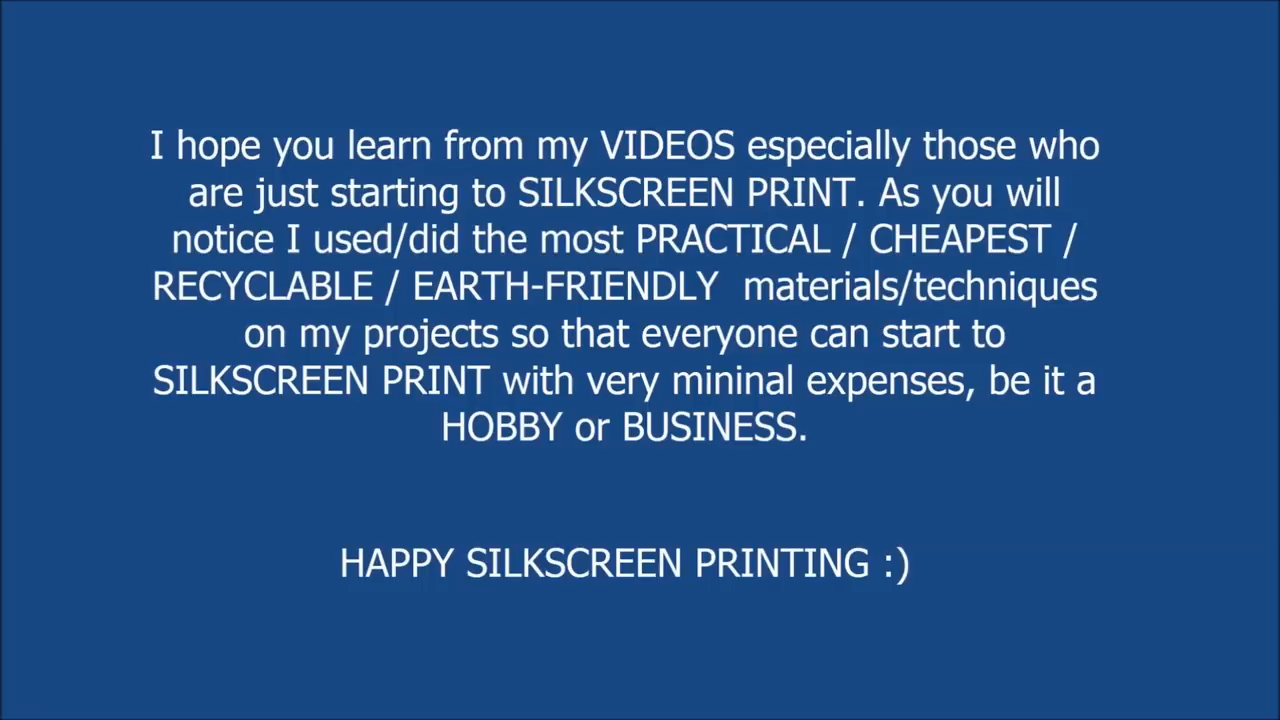 I hope you learn from my VIDEOS especially those who
are just starting to SILKSCREEN PRINT. As you will
notice I used/did the most PRACTICAL / CHEAPEST /
RECYCLABLE / EARTH-FRIENDLY  materials/techniques
on my projects so that everyone can start to
SILKSCREEN PRINT with very mininal expenses, be it a
HOBBY or BUSINESS.
HAPPY SILKSCREEN PRINTING :)